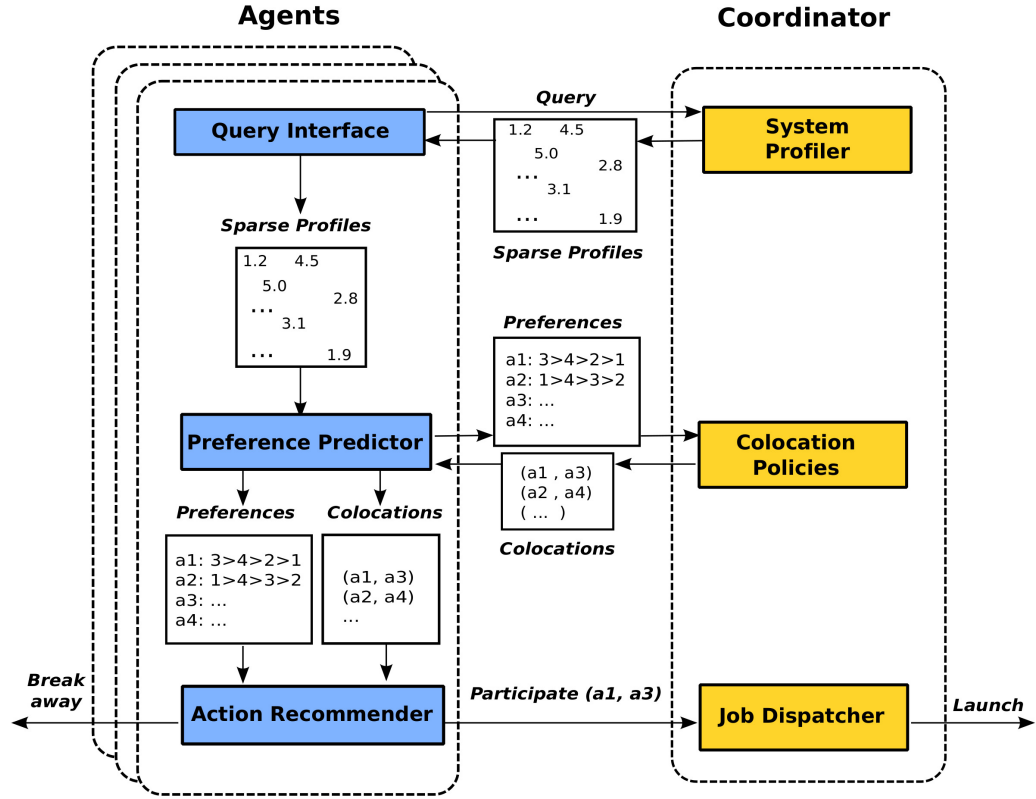 Agents
Coordinator
Query Interface
Query
System
Profiler
1.2 4.5
5.0
2.8
...
3.1
... 1.9
Sparse Profiles
Sparse Profiles
1.2 4.5
5.0
2.8
...
3.1
... 1.9
Preferences
a1: 3>4>2>1
a2: 1>4>3>2
a3: ...
a4: ...
Preference Predictor
Colocation
Policies
(a1 , a3)
(a2 , a4)
( ... )
Colocations
Preferences
Colocations
a1: 3>4>2>1
a2: 1>4>3>2
a3: ...
a4: ...
(a1, a3)
(a2, a4)
...
Break
away
Action Recommender
Participate (a1, a3)
Job Dispatcher
Launch